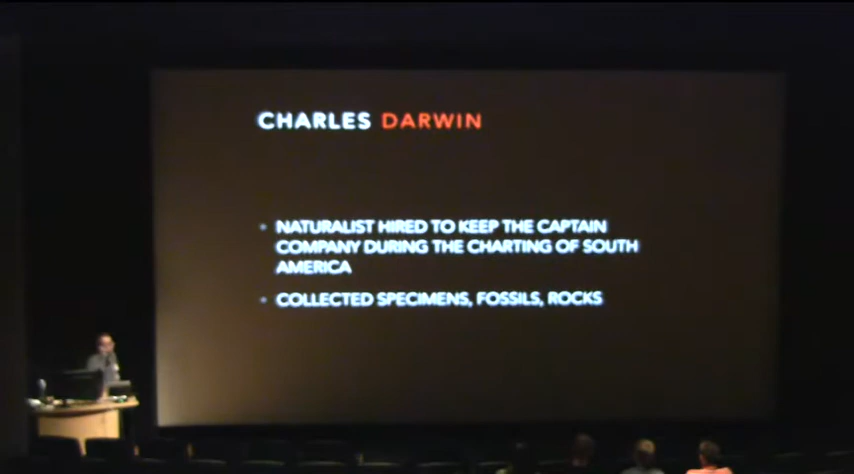 CHARLES DARWIN
• NATURALIST HIRED TO KEEP THE CAPTAIN
COMPANY DURING THE CHARTING OF SOUTH
AMERICA
• COLLECTED SPECIMENS, FOSSILS, ROCKS